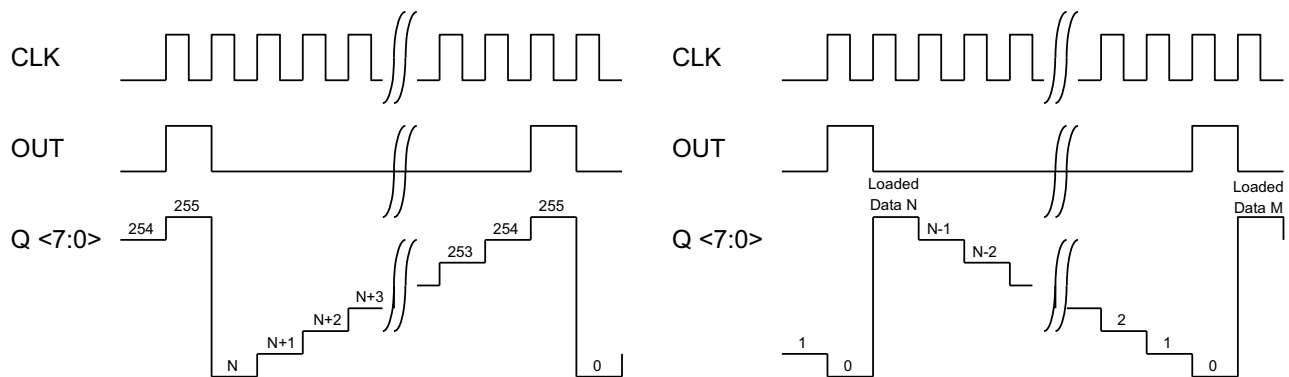 CLK
OUT
Q <7:0>
254
255
N
N+1
N+2
N+3
253
254
255
0
CLK
OUT
Q <7:0>
1
0
Loaded
Data N
N-1
N-2
2
1
0
Loaded
Data M